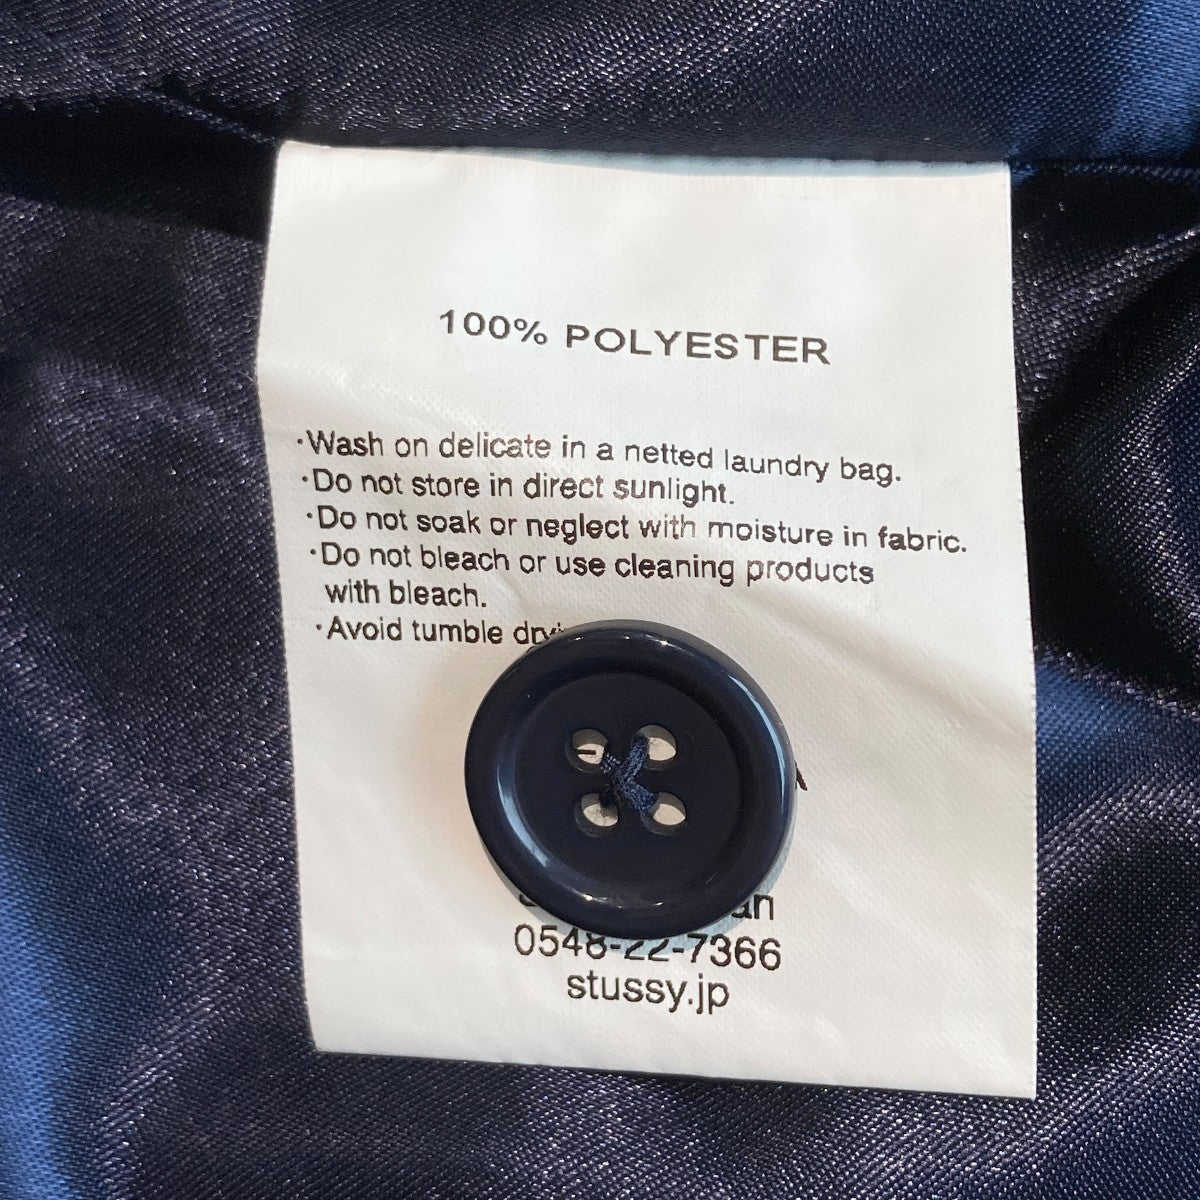 100% POLYESTER
·Wash on delicate in a netted laundry bag.
·Do not store in direct sunlight.
·Do not soak or neglect with moisture in fabric.
·Do not bleach or use cleaning products
with bleach.
·Avoid tumble
0548-22-7366
stussy.jp